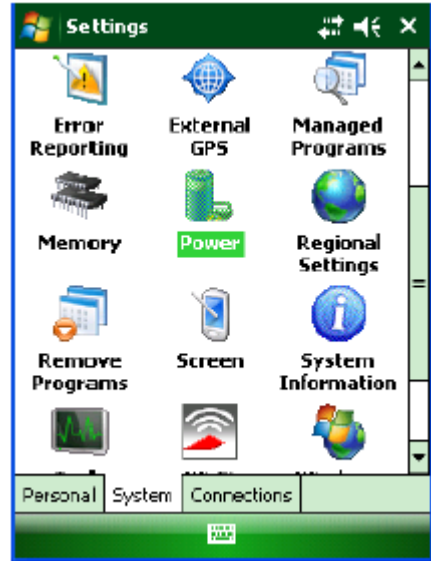 Settings
Error Reporting
External GPS
Managed Programs
Memory
Power
Regional Settings
Remove Programs
Screen
System Information
Personal
System
Connections